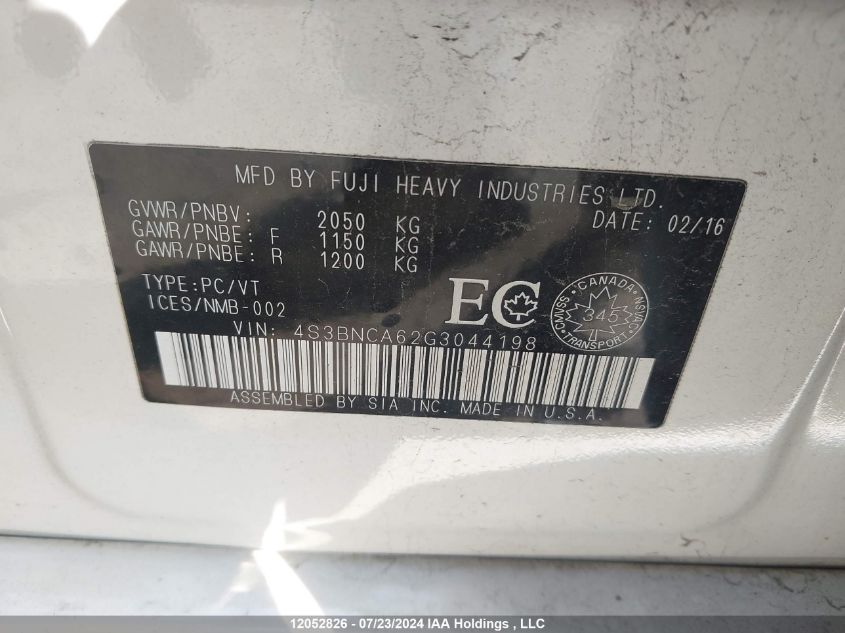 MFD BY FUJI HEAVY INDUSTRIES LTD.
GVWR/PNBV: 2050 KG DATE: 02/16
GAWR/PNBE: F 1150 KG
GAWR/PNBE: R 1200 KG
TYPE:PC/VT
ICES/NMB-002
EC
CANADA
CMVSS 345 NSVAC
TRANSPORT
VIN: 4S3BNCA62G3044198
ASSEMBLED BY SIA INC. MADE IN U.S.A.
12052826 - 07/23/2024 IAA Holdings , LLC